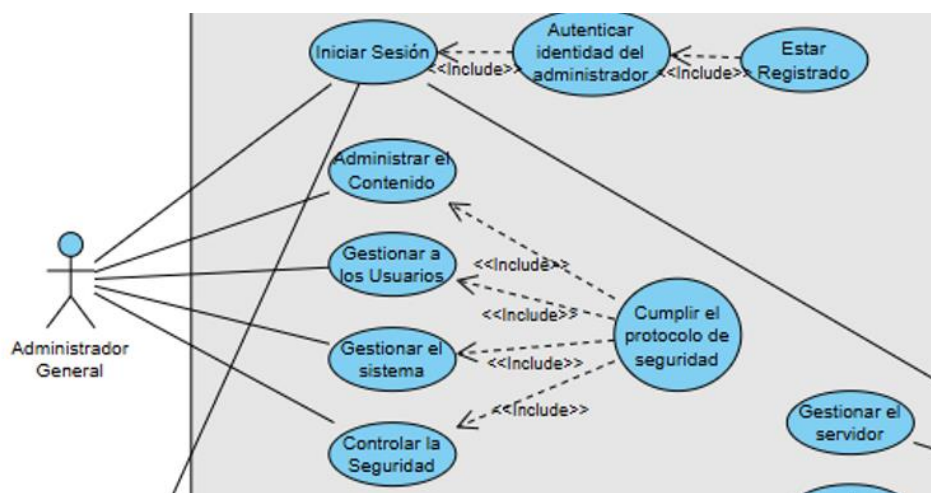 Iniciar Sesión
<<Include>>
Autenticar
identidad del
administrador
<<Include>>
Estar
Registrado
Administrar el
Contenido
<<Include>>
Gestionar a
los Usuarios
<<Include>>
Cumplir el
protocolo de
seguridad
Administrador
General
Gestionar el
sistema
<<Include>>
<<Include>>
Controlar la
Seguridad
Gestionar el
servidor